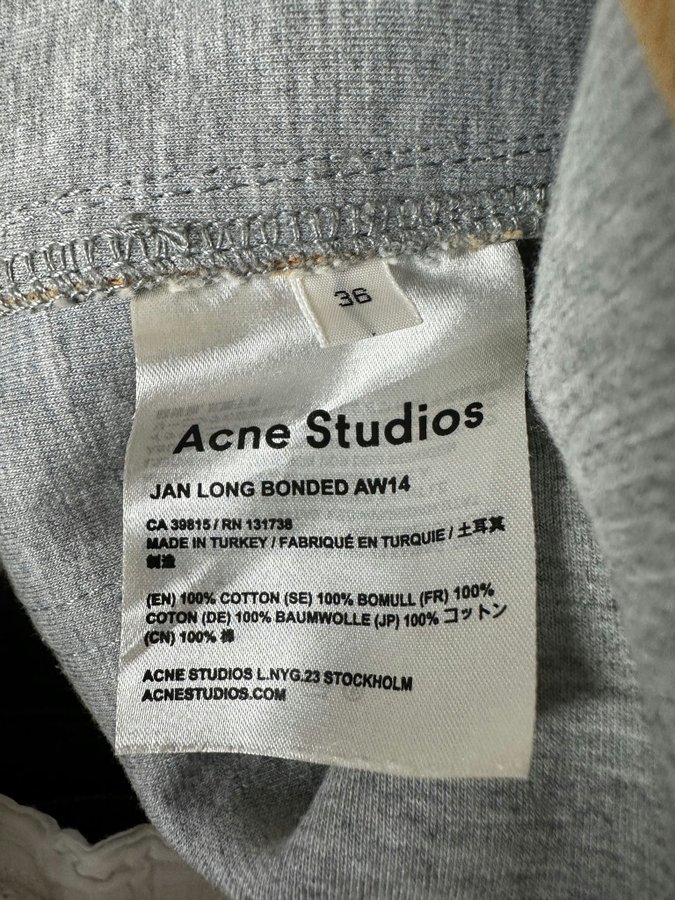 36
Acne Studios
JAN LONG BONDED AW14
CA 39815 / RN 131738
MADE IN TURKEY / FABRIQUÉ EN TURQUIE / 土耳其
制造
(EN) 100% COTTON (SE) 100% BOMULL (FR) 100%
COTON (DE) 100% BAUMWOLLE (JP) 100% コットン
(CN) 100% 棉
ACNE STUDIOS L.NYG.23 STOCKHOLM
ACNESTUDIOS.COM